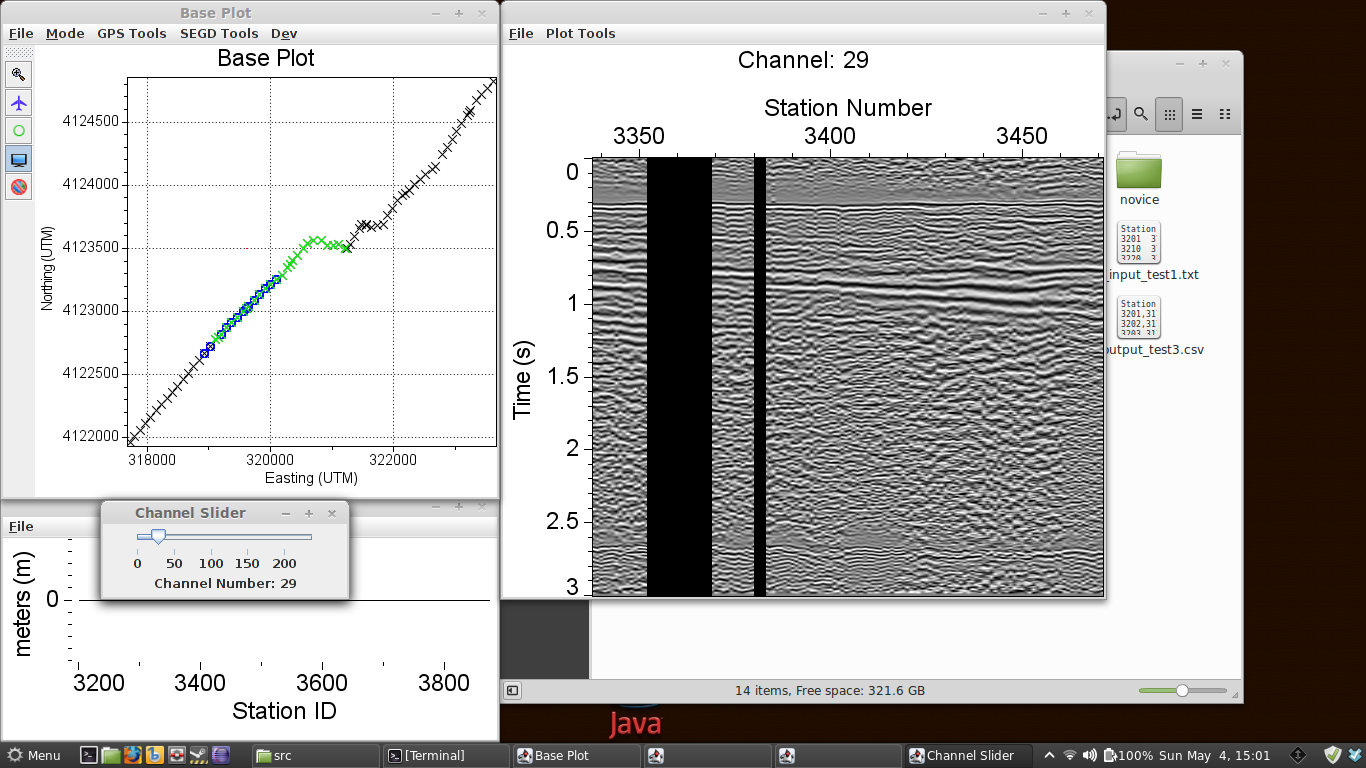 Base Plot
File Mode GPS Tools SEGD Tools Dev
Base Plot
4124500
4124000
4123500
4123000
4122500
4122000
Northing (UTM)
318000 320000 322000
Easting (UTM)
File Plot Tools
Channel: 29
Station Number
3350 3400 3450
0
0.5
1
1.5
2
2.5
3
Time (s)
novice
Station
3201 3
3210 3
3220 3
_input_test1.txt
Station
3201,31
3202,31
3203,31
output_test3.csv
File
Channel Slider
0 50 100 150 200
Channel Number: 29
meters (m)
0
3200 3400 3600 3800
Station ID
14 items, Free space: 321.6 GB
Java
Menu
src
[Terminal]
Base Plot
Channel Slider
100% Sun May 4, 15:01